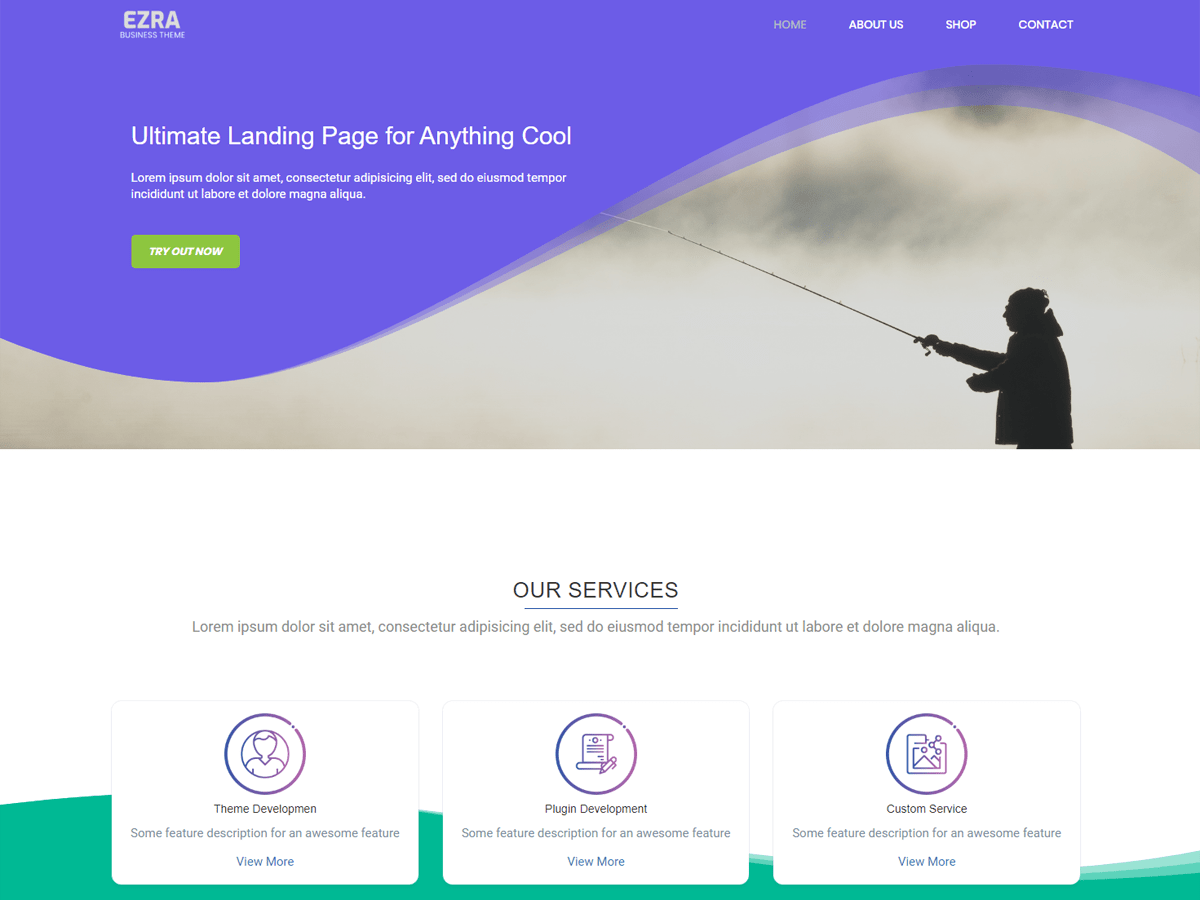 EZRA
BUSINESS THEME
HOME ABOUT US SHOP CONTACT
Ultimate Landing Page for Anything Cool
Lorem ipsum dolor sit amet, consectetur adipisicing elit, sed do eiusmod tempor
incididunt ut labore et dolore magna aliqua.
TRY OUT NOW
OUR SERVICES
Lorem ipsum dolor sit amet, consectetur adipisicing elit, sed do eiusmod tempor incididunt ut labore et dolore magna aliqua.
Theme Developmen
Some feature description for an awesome feature
View More
Plugin Development
Some feature description for an awesome feature
View More
Custom Service
Some feature description for an awesome feature
View More